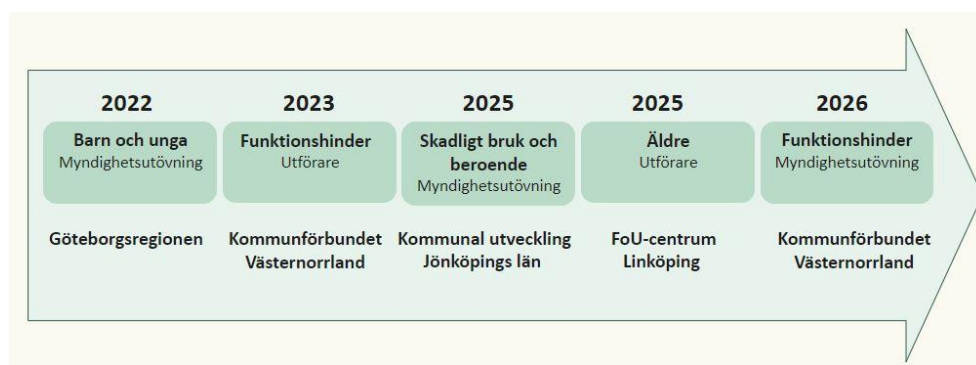 2022
Barn och unga
Myndighetsutövning
Göteborgsregionen
2023
Funktionshinder
Utförare
Kommunförbundet
Västernorrland
2025
Skadligt bruk och
beroende
Myndighetsutövning
Kommunal utveckling
Jönköpings län
2025
Äldre
Utförare
FoU-centrum
Linköping
2026
Funktionshinder
Myndighetsutövning
Kommunförbundet
Västernorrland